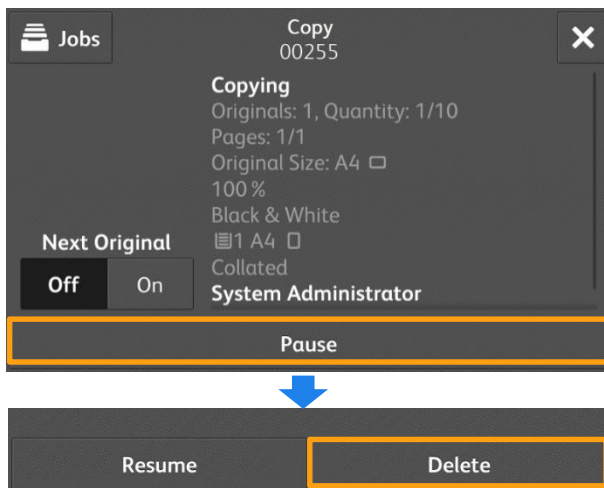 Jobs
Copy
00255
Copying
Originals: 1, Quantity: 1/10
Pages: 1/1
Original Size: A4
100 %
Black & White
1 A4
Collated
System Administrator
Next Original
Off On
Pause
Resume Delete